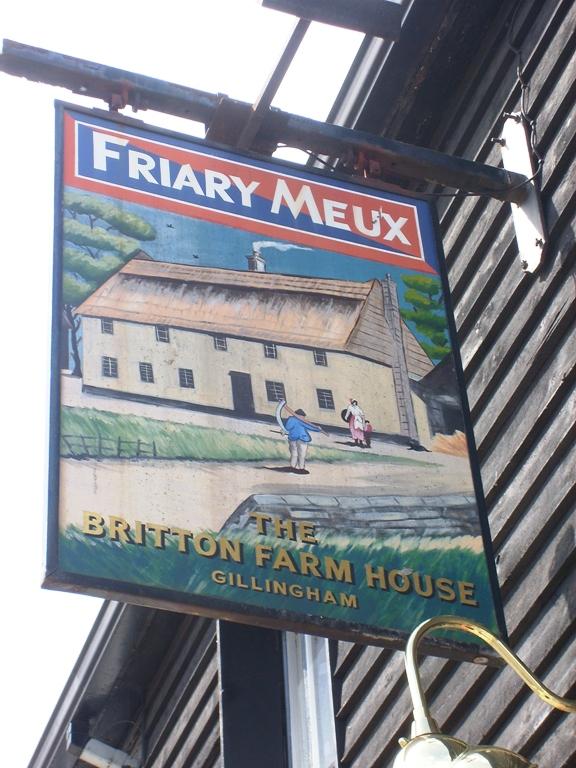 FRIARY MEUX
THE
BRITTON FARM HOUSE
GILLINGHAM